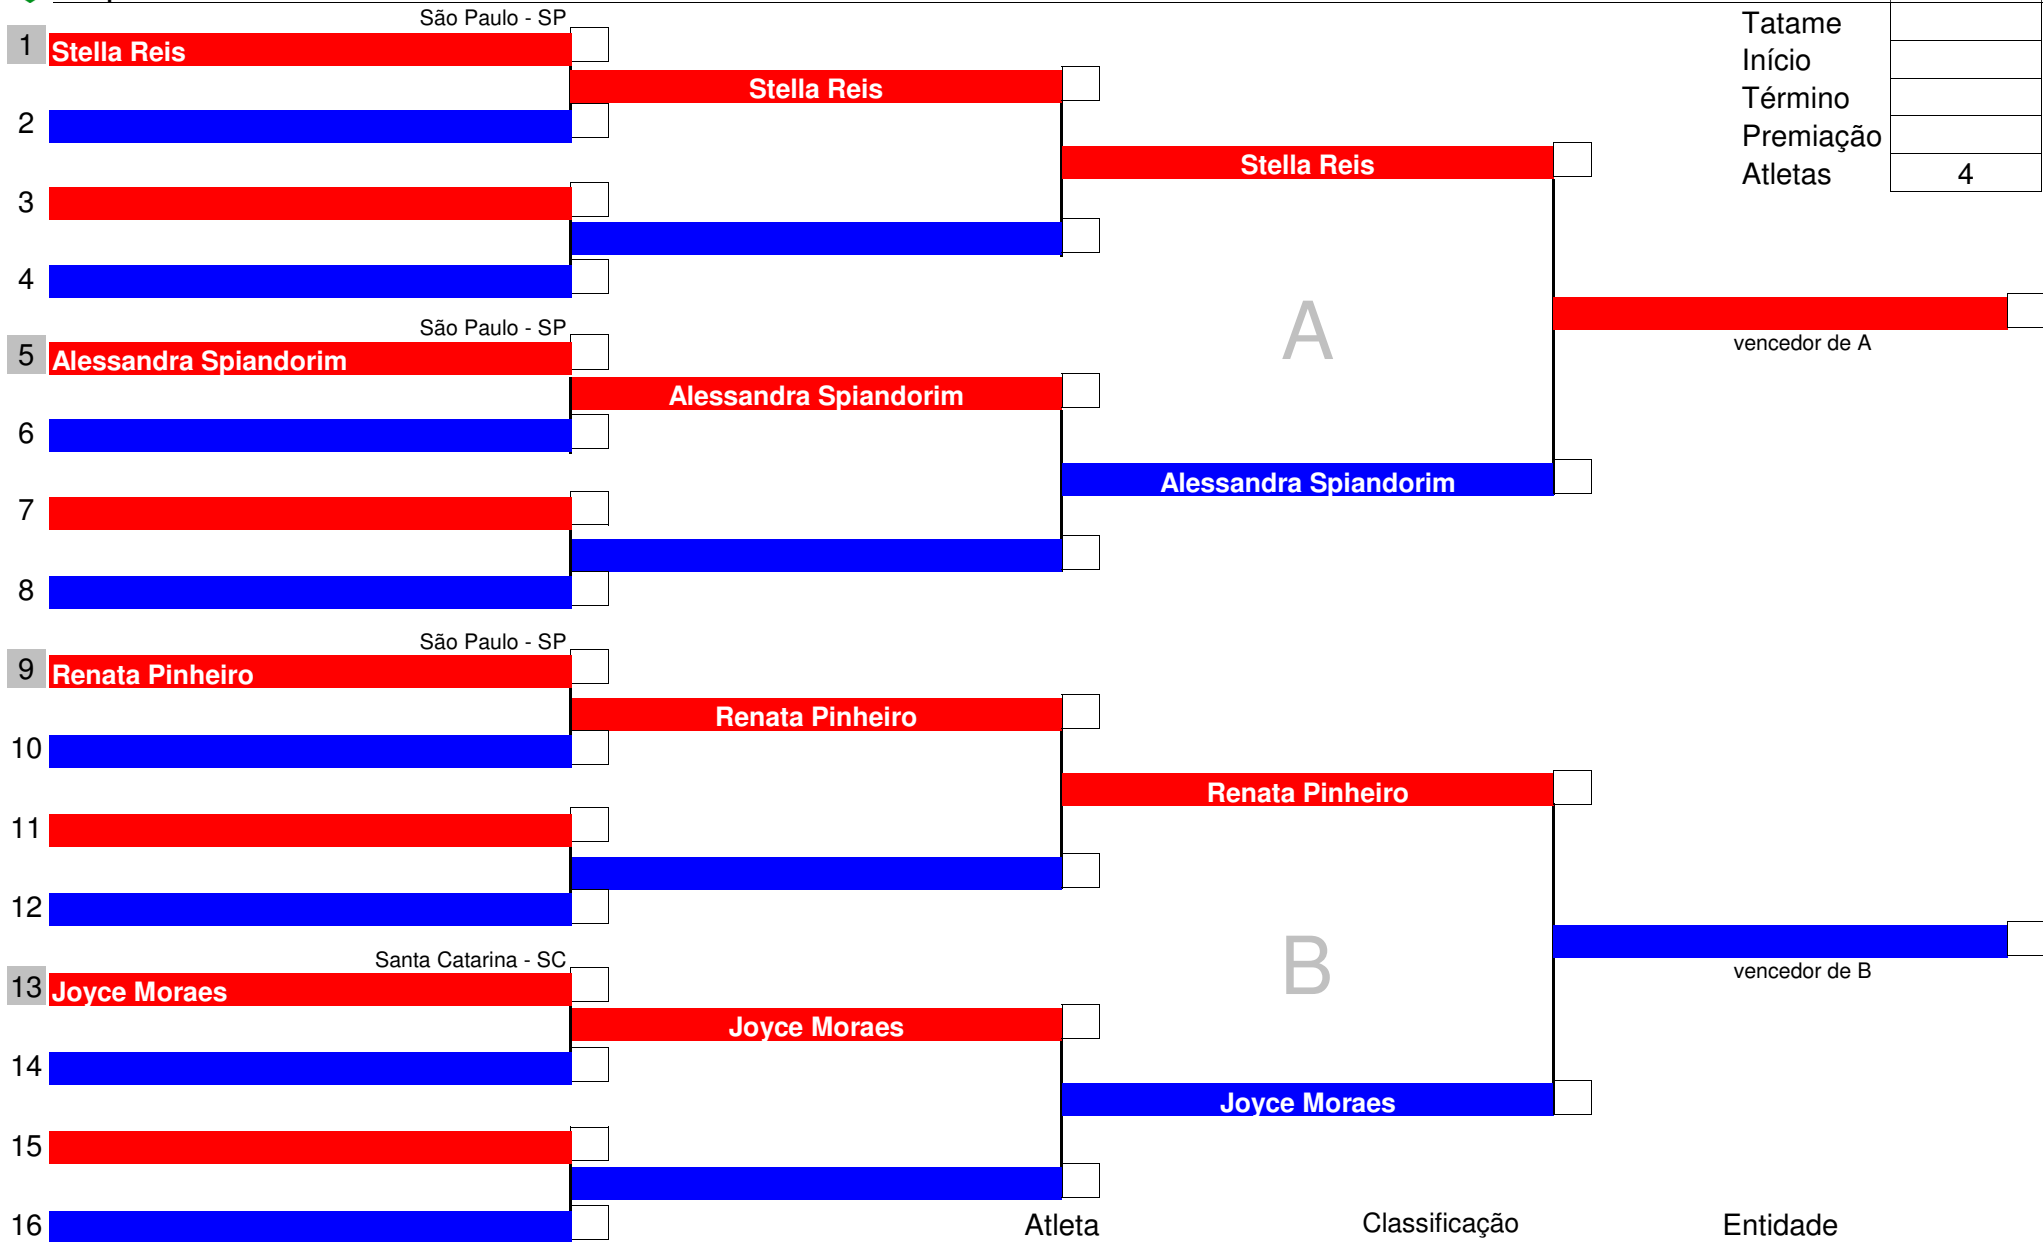 São Paulo - SP
Tatame
1 Stella Reis
Início
Stella Reis
Término
2
Premiação
Stella Reis
Atletas 4
3
4
São Paulo - SP
A
vencedor de A
5 Alessandra Spiandorim
Alessandra Spiandorim
6
Alessandra Spiandorim
7
8
São Paulo - SP
9 Renata Pinheiro
Renata Pinheiro
10
Renata Pinheiro
11
12
Santa Catarina - SC
B
vencedor de B
13 Joyce Moraes
Joyce Moraes
14
Joyce Moraes
15
16
Atleta Classificação Entidade